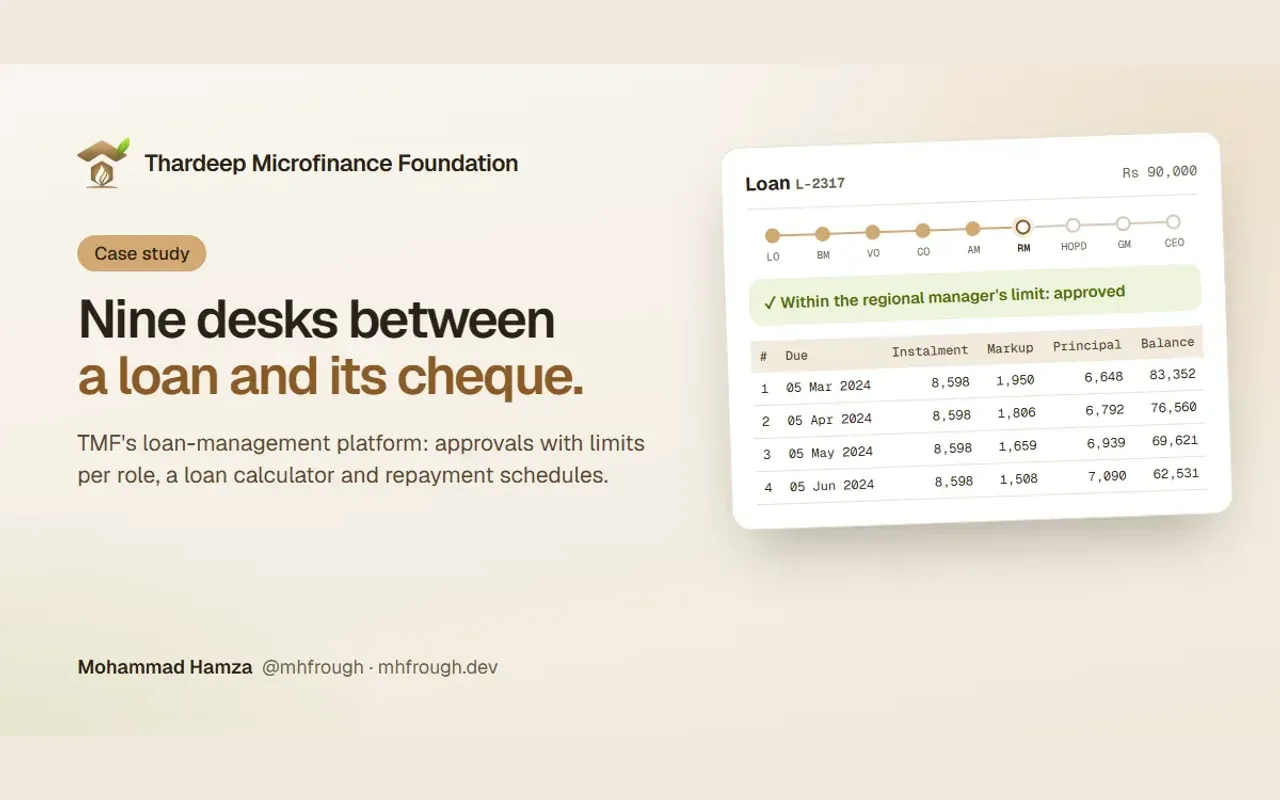 Thardeep Microfinance Foundation
Case study
Nine desks between
a loan and its cheque.
TMF's loan-management platform: approvals with limits
per role, a loan calculator and repayment schedules.
Mohammad Hamza @mhfrough · mhfrough.dev
Loan L-2317 Rs 90,000
LO BM VO CO AM RM HOPD GM CEO
✓ Within the regional manager's limit: approved
# Due Instalment Markup Principal Balance
1 05 Mar 2024 8,598 1,950 6,648 83,352
2 05 Apr 2024 8,598 1,806 6,792 76,560
3 05 May 2024 8,598 1,659 6,939 69,621
4 05 Jun 2024 8,598 1,508 7,090 62,531